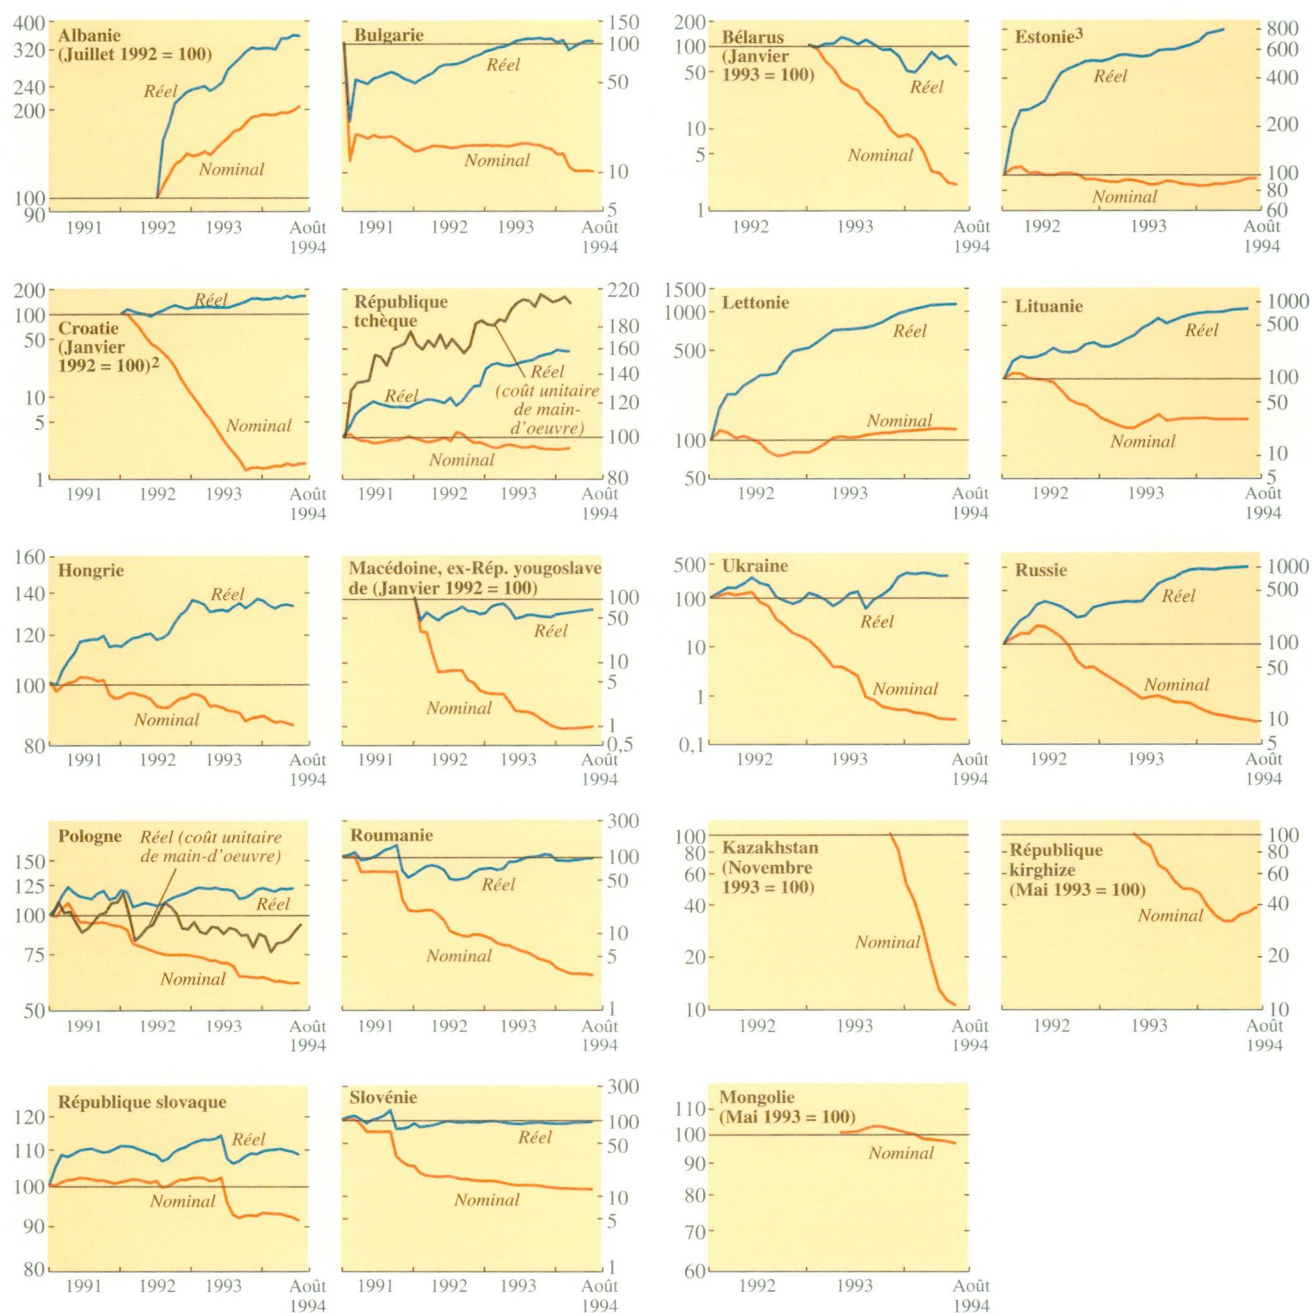 400
320
240
200
100
90
Albanie
(Juillet 1992 = 100)
Réel
Nominal
1991
1992
1993
Août
1994
Bulgarie
150
100
50
10
5
Réel
Nominal
1991
1992
1993
Août
1994
200
100
50
10
5
1
Bélarus
(Janvier
1993 = 100)
Réel
Nominal
1992
1993
Août
1994
Estonie³
800
600
400
200
100
80
60
Réel
Nominal
1992
1993
Août
1994
200
100
50
10
5
1
Réel
Croatie
(Janvier
1992 = 100)²
Nominal
1991
1992
1993
Août
1994
République
tchèque
220
180
160
140
120
100
80
Réel
Réel
(coût unitaire
de main-
d'oeuvre)
Nominal
1991
1992
1993
Août
1994
1500
1000
500
100
50
Lettonie
Réel
Nominal
1992
1993
Août
1994
Lituanie
1000
500
100
50
10
5
Réel
Nominal
1992
1993
Août
1994
160
140
120
100
80
Hongrie
Réel
Nominal
1991
1992
1993
Août
1994
Macédoine, ex-Rép. yougoslave
de (Janvier 1992 = 100)
100
50
10
5
1
0,5
Réel
Nominal
1991
1992
1993
Août
1994
500
100
10
1
0,1
Ukraine
Réel
Nominal
1992
1993
Août
1994
Russie
1000
500
100
50
10
5
Réel
Nominal
1992
1993
Août
1994
150
125
100
75
50
Pologne
Réel (coût unitaire
de main-d'oeuvre)
Réel
Nominal
1991
1992
1993
Août
1994
Roumanie
300
100
50
10
5
1
Réel
Nominal
1991
1992
1993
Août
1994
100
80
60
40
20
10
Kazakhstan
(Novembre
1993 = 100)
Nominal
1992
1993
Août
1994
République
kirghize
(Mai 1993 = 100)
100
80
60
40
20
10
Nominal
1992
1993
Août
1994
120
110
100
90
80
République slovaque
Réel
Nominal
1991
1992
1993
Août
1994
Slovénie
300
100
50
10
5
1
Réel
Nominal
1991
1992
1993
Août
1994
110
100
90
80
70
60
Mongolie
(Mai 1993 = 100)
Nominal
1992
1993
Août
1994